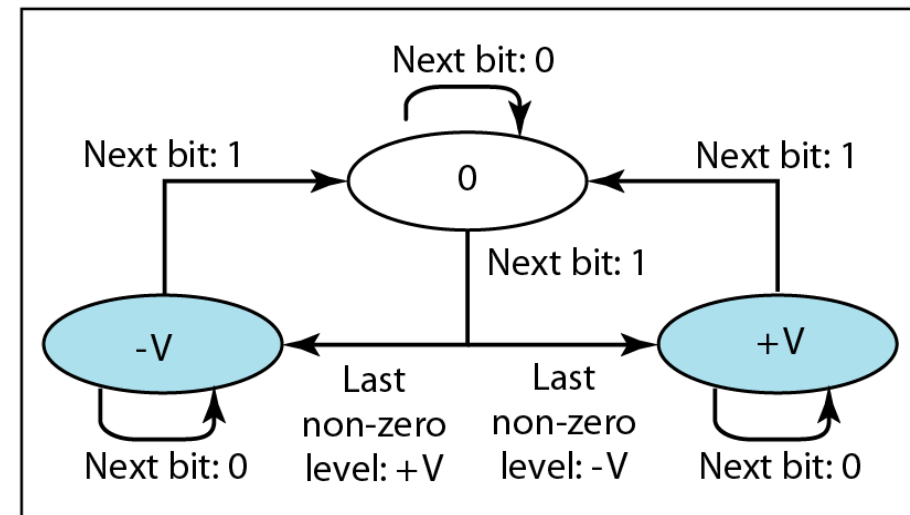 Next bit: 0
Next bit: 1
Next bit: 1
0
Next bit: 1
-V
+V
Last
non-zero
level: +V
Last
non-zero
level: -V
Next bit: 0
Next bit: 0